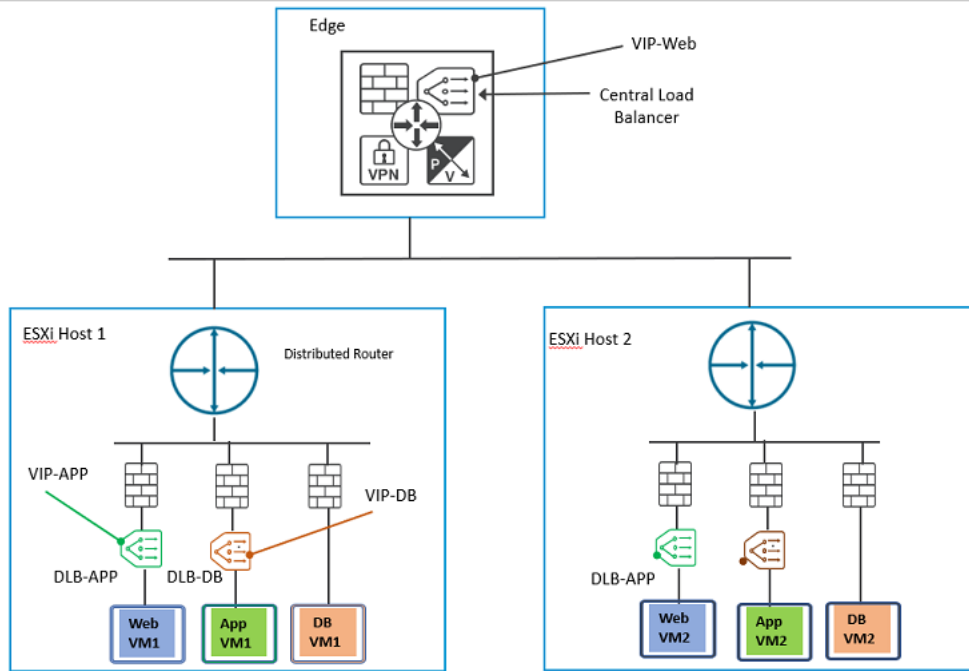 Edge
VIP-Web
Central Load
Balancer
VPN
P
V
ESXi Host 1
Distributed Router
ESXi Host 2
VIP-APP
VIP-DB
DLB-APP
DLB-DB
DLB-APP
Web
VM1
App
VM1
DB
VM1
Web
VM2
App
VM2
DB
VM2